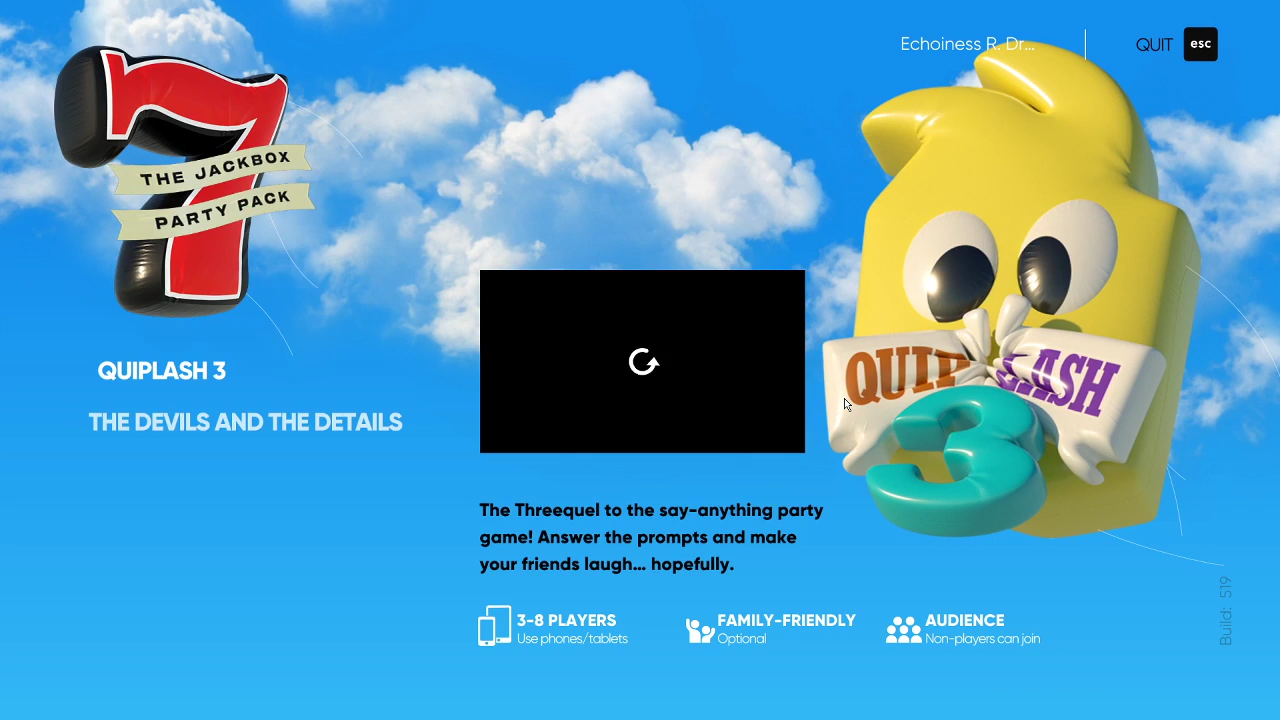 Echoiness R. Dr...
QUIT esc
THE JACKBOX
PARTY PACK
QUIPLASH 3
THE DEVILS AND THE DETAILS
QUIPLASH
3
The Threequel to the say-anything party
game! Answer the prompts and make
your friends laugh... hopefully.
3-8 PLAYERS
Use phones/tablets
FAMILY-FRIENDLY
Optional
AUDIENCE
Non-players can join
Build: 519
7